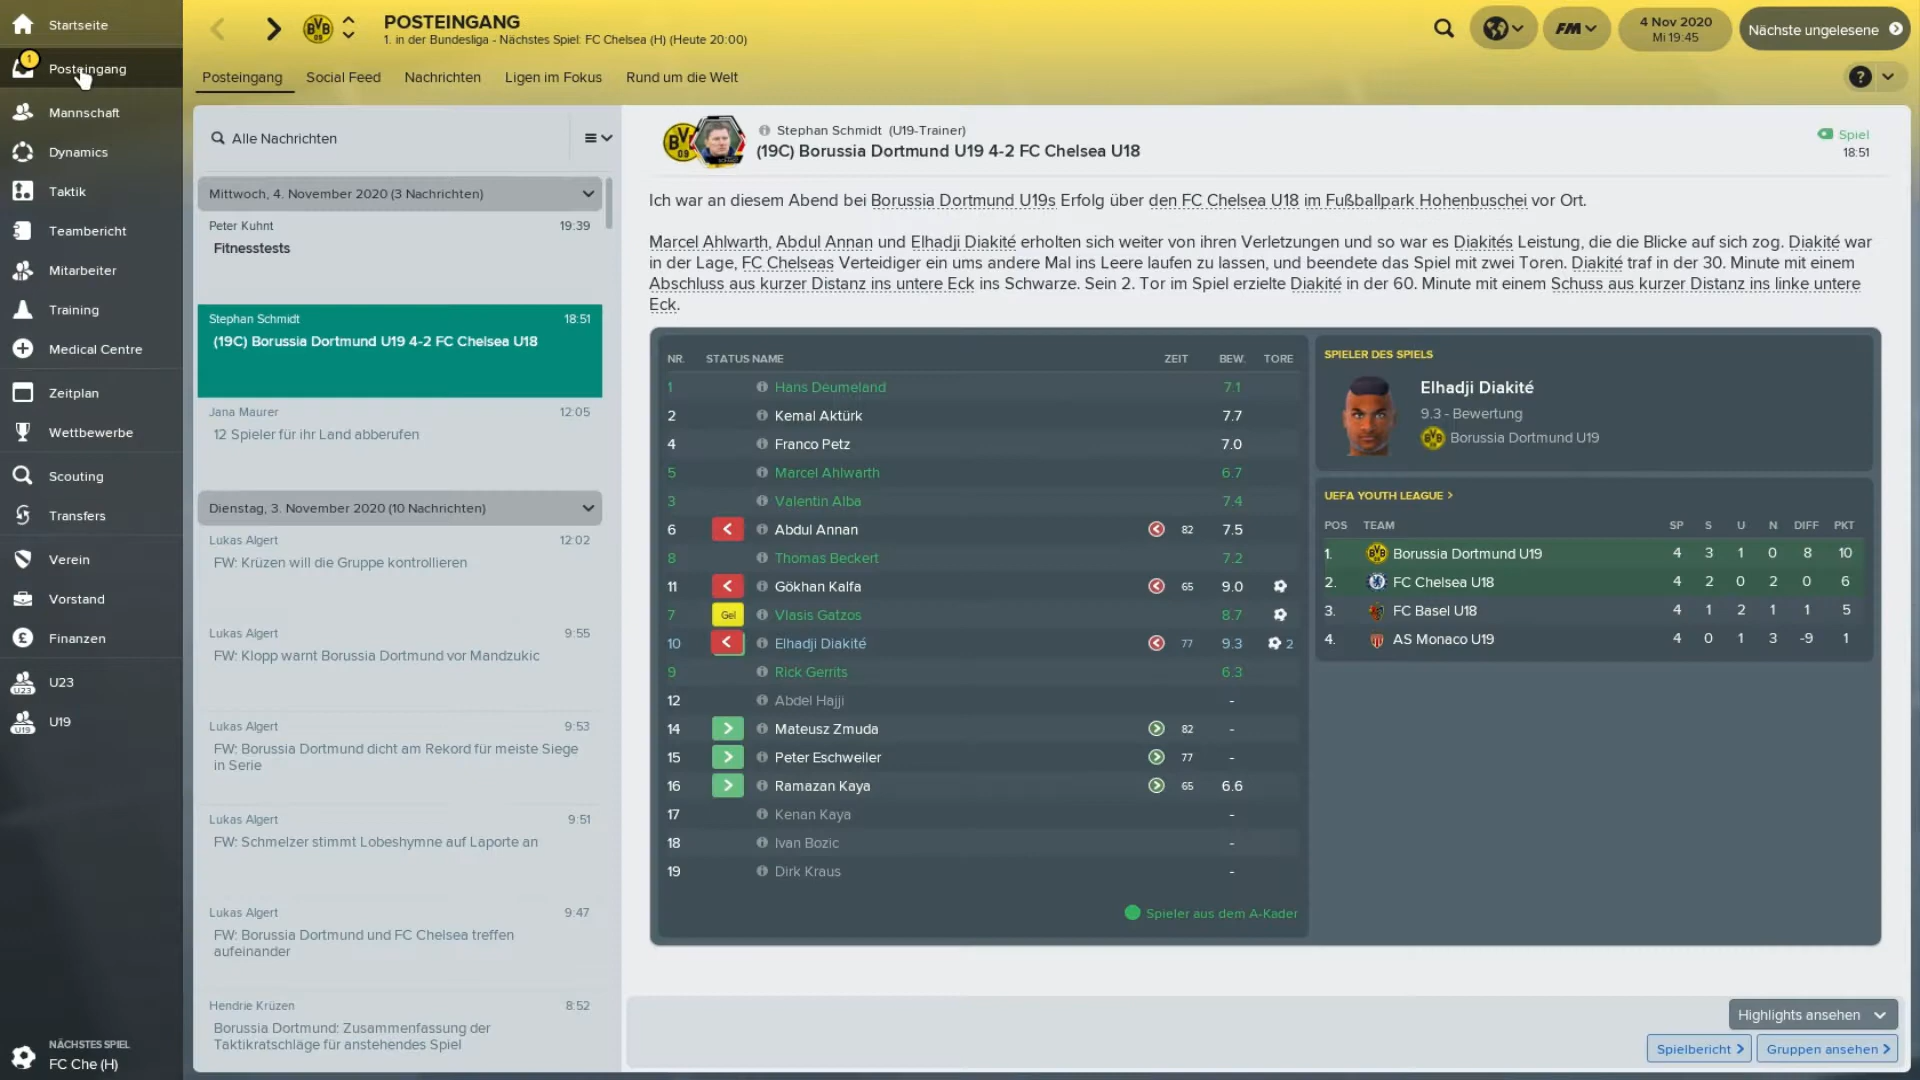 Startseite
1
Posteingang
Mannschaft
Dynamics
Taktik
Teambericht
Mitarbeiter
Training
Medical Centre
Zeitplan
Wettbewerbe
Scouting
Transfers
Verein
Vorstand
Finanzen
U23
U23
U19
U19
NÄCHSTES SPIEL
FC Che (H)
BVB
09
POSTEINGANG
1. in der Bundesliga - Nächstes Spiel: FC Chelsea (H) (Heute 20:00)
FM
4 Nov 2020
Mi 19:45
Nächste ungelesene
Posteingang
Social Feed
Nachrichten
Ligen im Fokus
Rund um die Welt
?
Alle Nachrichten
Mittwoch, 4. November 2020 (3 Nachrichten)
Peter Kuhnt 19:39
Fitnesstests
Stephan Schmidt 18:51
(19C) Borussia Dortmund U19 4-2 FC Chelsea U18
Jana Maurer 12:05
12 Spieler für ihr Land abberufen
Dienstag, 3. November 2020 (10 Nachrichten)
Lukas Algert 12:02
FW: Krüzen will die Gruppe kontrollieren
Lukas Algert 9:55
FW: Klopp warnt Borussia Dortmund vor Mandzukic
Lukas Algert 9:53
FW: Borussia Dortmund dicht am Rekord für meiste Siege
in Serie
Lukas Algert 9:51
FW: Schmelzer stimmt Lobeshymne auf Laporte an
Lukas Algert 9:47
FW: Borussia Dortmund und FC Chelsea treffen
aufeinander
Hendrie Krüzen 8:52
Borussia Dortmund: Zusammenfassung der
Taktikratschläge für anstehendes Spiel
Stephan Schmidt (U19-Trainer)
(19C) Borussia Dortmund U19 4-2 FC Chelsea U18
Spiel
18:51
Ich war an diesem Abend bei Borussia Dortmund U19s Erfolg über den FC Chelsea U18 im Fußballpark Hohenbuschei vor Ort.
Marcel Ahlwarth, Abdul Annan und Elhadji Diakité erholten sich weiter von ihren Verletzungen und so war es Diakités Leistung, die die Blicke auf sich zog. Diakité war
in der Lage, FC Chelseas Verteidiger ein ums andere Mal ins Leere laufen zu lassen, und beendete das Spiel mit zwei Toren. Diakité traf in der 30. Minute mit einem
Abschluss aus kurzer Distanz ins untere Eck ins Schwarze. Sein 2. Tor im Spiel erzielte Diakité in der 60. Minute mit einem Schuss aus kurzer Distanz ins linke untere
Eck.
NR. STATUS NAME ZEIT BEW. TORE
1 Hans Deumeland 7.1
2 Kemal Aktürk 7.7
4 Franco Petz 7.0
5 Marcel Ahlwarth 6.7
3 Valentin Alba 7.4
6 Abdul Annan 82 7.5
8 Thomas Beckert 7.2
11 Gökhan Kalfa 65 9.0
7 Gel Vlasis Gatzos 8.7
10 Elhadji Diakité 77 9.3 2
9 Rick Gerrits 6.3
12 Abdel Hajji -
14 Mateusz Zmuda 82 -
15 Peter Eschweiler 77 -
16 Ramazan Kaya 65 6.6
17 Kenan Kaya -
18 Ivan Bozic -
19 Dirk Kraus -
Spieler aus dem A-Kader
SPIELER DES SPIELS
Elhadji Diakité
9.3 - Bewertung
Borussia Dortmund U19
UEFA YOUTH LEAGUE >
POS TEAM SP S U N DIFF PKT
1. Borussia Dortmund U19 4 3 1 0 8 10
2. FC Chelsea U18 4 2 0 2 0 6
3. FC Basel U18 4 1 2 1 1 5
4. AS Monaco U19 4 0 1 3 -9 1
Highlights ansehen
Spielbericht >
Gruppen ansehen >